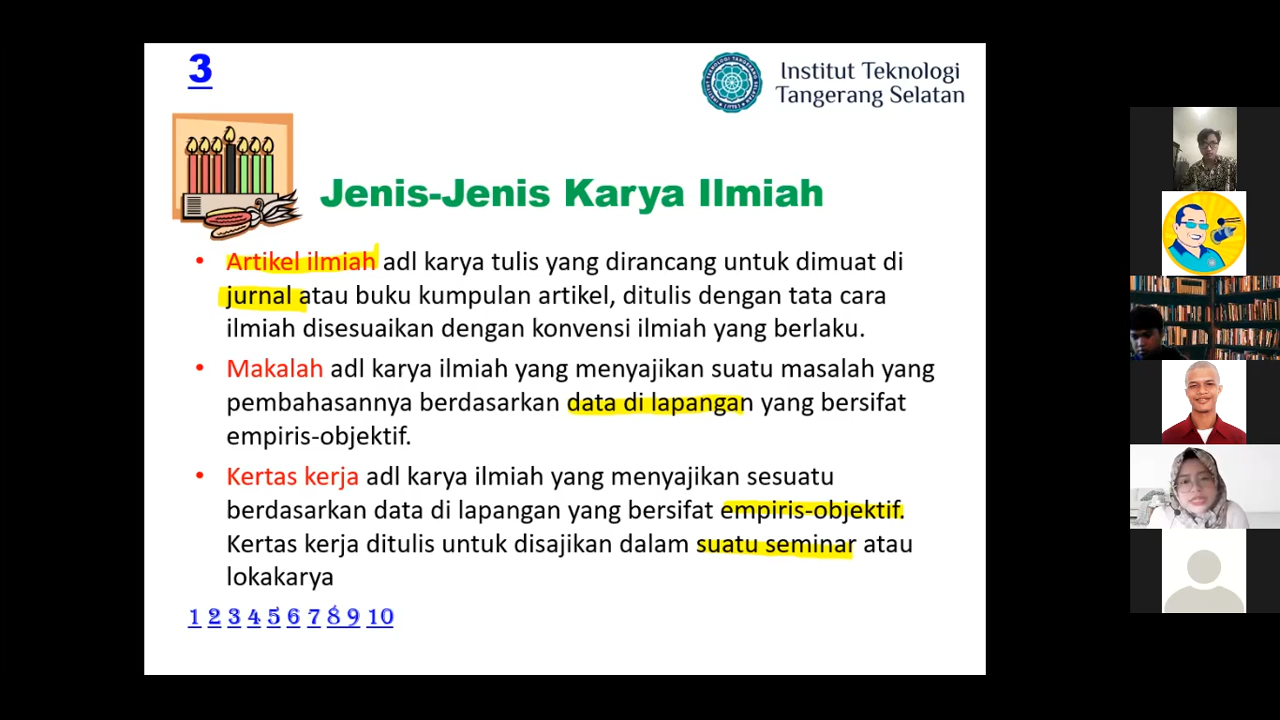 3
Institut Teknologi
Tangerang Selatan
Jenis-Jenis Karya Ilmiah
• Artikel ilmiah adl karya tulis yang dirancang untuk dimuat di
jurnal atau buku kumpulan artikel, ditulis dengan tata cara
ilmiah disesuaikan dengan konvensi ilmiah yang berlaku.
• Makalah adl karya ilmiah yang menyajikan suatu masalah yang
pembahasannya berdasarkan data di lapangan yang bersifat
empiris-objektif.
• Kertas kerja adl karya ilmiah yang menyajikan sesuatu
berdasarkan data di lapangan yang bersifat empiris-objektif.
Kertas kerja ditulis untuk disajikan dalam suatu seminar atau
lokakarya
1 2 3 4 5 6 7 8 9 10